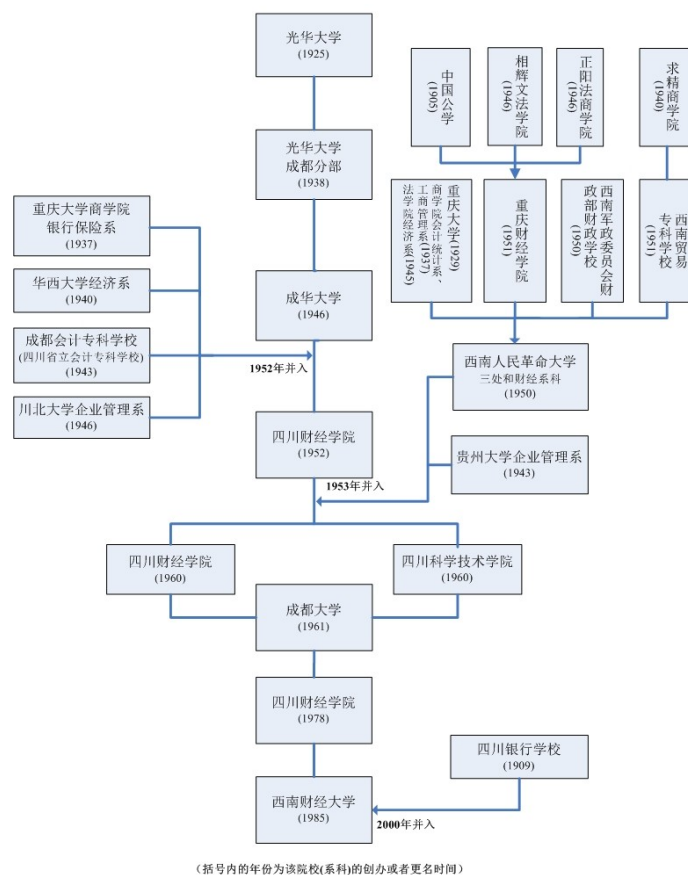 光华大学
(1925)
中国公学
(1905)
相辉文法学院
(1946)
正阳法商学院
(1946)
求精商学院
(1940)
光华大学
成都分部
(1938)
重庆大学(1929)
商学院会计统计系、
工商管理系(1937)
法学院经济系(1945)
重庆财经学院
(1951)
西南军政委员会财
政部财政学校
(1950)
西南贸易
专科学校
(1951)
重庆大学商学院
银行保险系
(1937)
华西大学经济系
(1940)
成都会计专科学校
(四川省立会计专科学校)
(1943)
川北大学企业管理系
(1946)
成华大学
(1946)
1952年并入
西南人民革命大学
三处和财经系科
(1950)
四川财经学院
(1952)
贵州大学企业管理系
(1943)
1953年并入
四川财经学院
(1960)
四川科学技术学院
(1960)
成都大学
(1961)
四川财经学院
(1978)
四川银行学校
(1909)
西南财经大学
(1985)
2000年并入
(括号内的年份为该院校(系科)的创办或者更名时间)